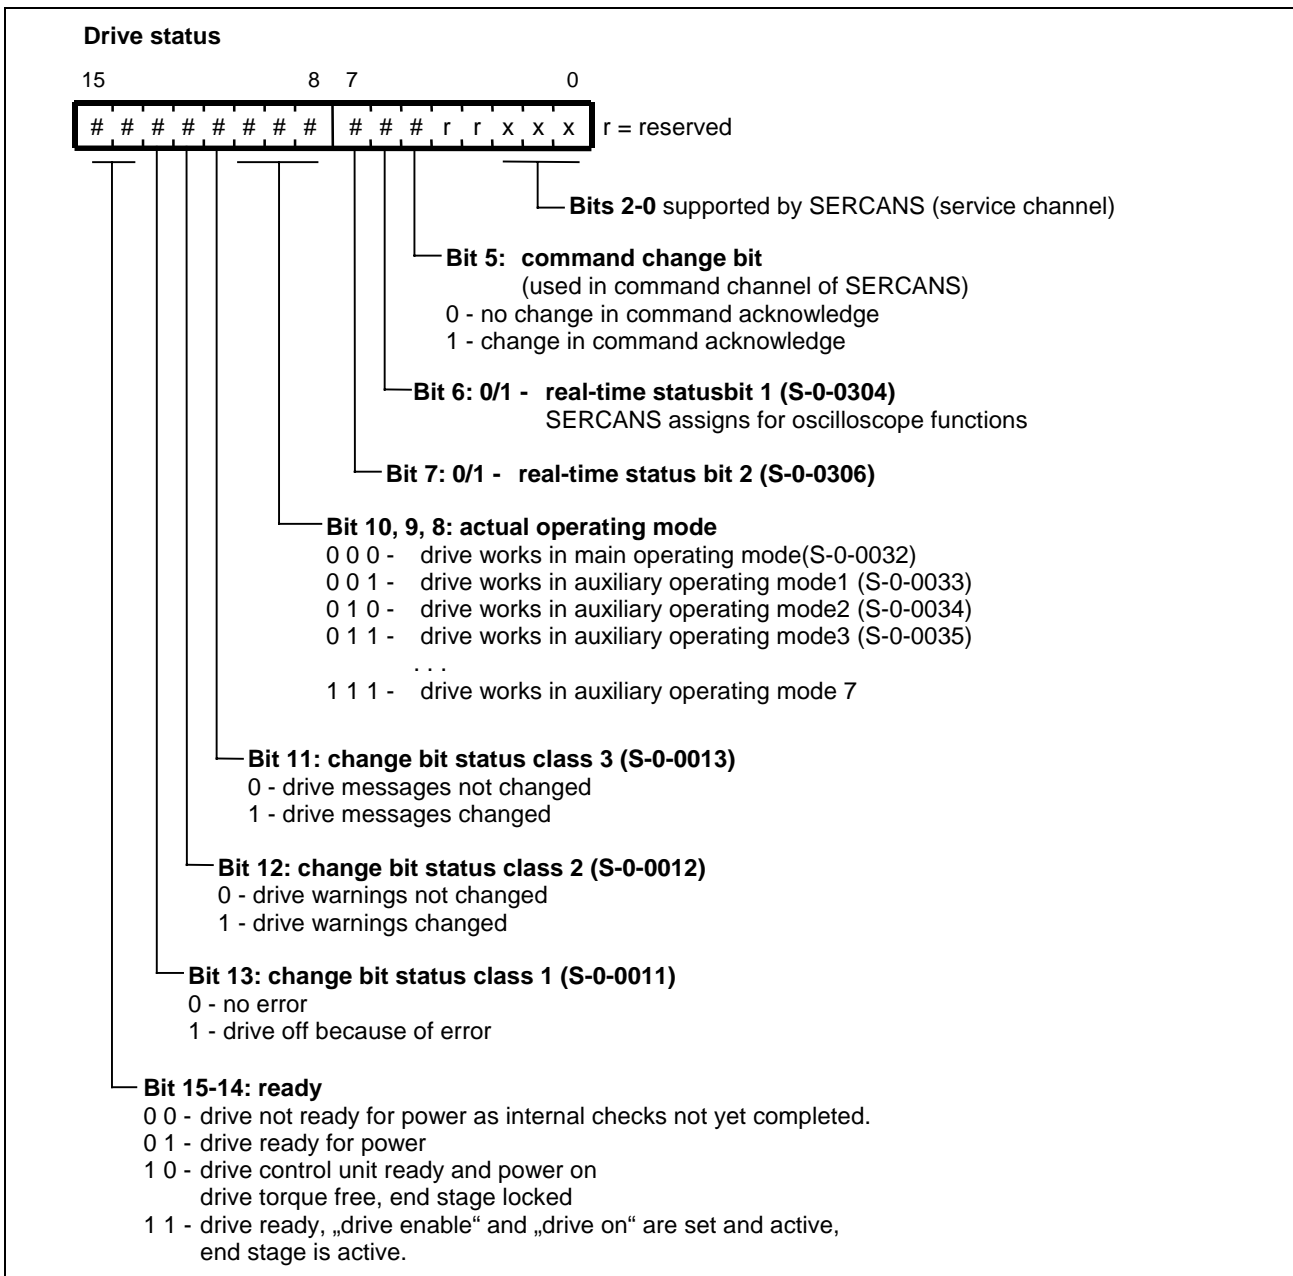 Drive status
15 8 7 0
# # # # # # # # # # # r r x x x r = reserved
Bits 2-0 supported by SERCANS (service channel)
Bit 5: command change bit
(used in command channel of SERCANS)
0 - no change in command acknowledge
1 - change in command acknowledge
Bit 6: 0/1 - real-time statusbit 1 (S-0-0304)
SERCANS assigns for oscilloscope functions
Bit 7: 0/1 - real-time status bit 2 (S-0-0306)
Bit 10, 9, 8: actual operating mode
0 0 0 - drive works in main operating mode(S-0-0032)
0 0 1 - drive works in auxiliary operating mode1 (S-0-0033)
0 1 0 - drive works in auxiliary operating mode2 (S-0-0034)
0 1 1 - drive works in auxiliary operating mode3 (S-0-0035)
. . .
1 1 1 - drive works in auxiliary operating mode 7
Bit 11: change bit status class 3 (S-0-0013)
0 - drive messages not changed
1 - drive messages changed
Bit 12: change bit status class 2 (S-0-0012)
0 - drive warnings not changed
1 - drive warnings changed
Bit 13: change bit status class 1 (S-0-0011)
0 - no error
1 - drive off because of error
Bit 15-14: ready
0 0 - drive not ready for power as internal checks not yet completed.
0 1 - drive ready for power
1 0 - drive control unit ready and power on
drive torque free, end stage locked
1 1 - drive ready, „drive enable“ and „drive on“ are set and active,
end stage is active.